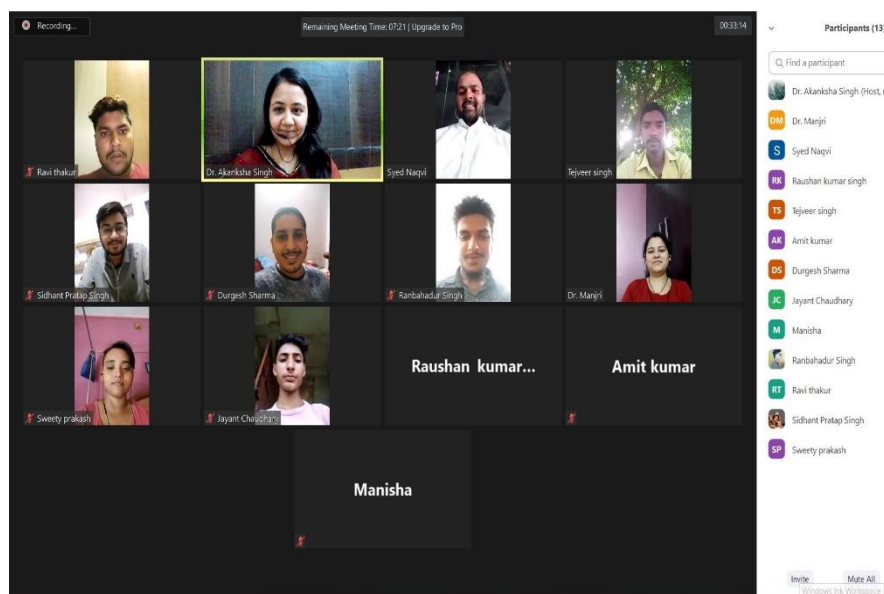 Recording...
Remaining Meeting Time: 07:21 | Upgrade to Pro
00:33:14
Ravi thakur
Dr. Akanksha Singh
Syed Naqvi
Tejveer singh
Sidhant Pratap Singh
Durgesh Sharma
Ranbahadur Singh
Dr. Manjri
Sweety prakash
Jayant Chaudhary
Raushan kumar...
Amit kumar
Manisha
Participants (13)
Find a participant
Dr. Akanksha Singh (Host,
DM Dr. Manjri
S Syed Naqvi
RK Raushan kumar singh
TS Tejveer singh
AK Amit kumar
DS Durgesh Sharma
JC Jayant Chaudhary
M Manisha
Ranbahadur Singh
RT Ravi thakur
Sidhant Pratap Singh
SP Sweety prakash
Invite
Mute All
Windows Ink Workspace